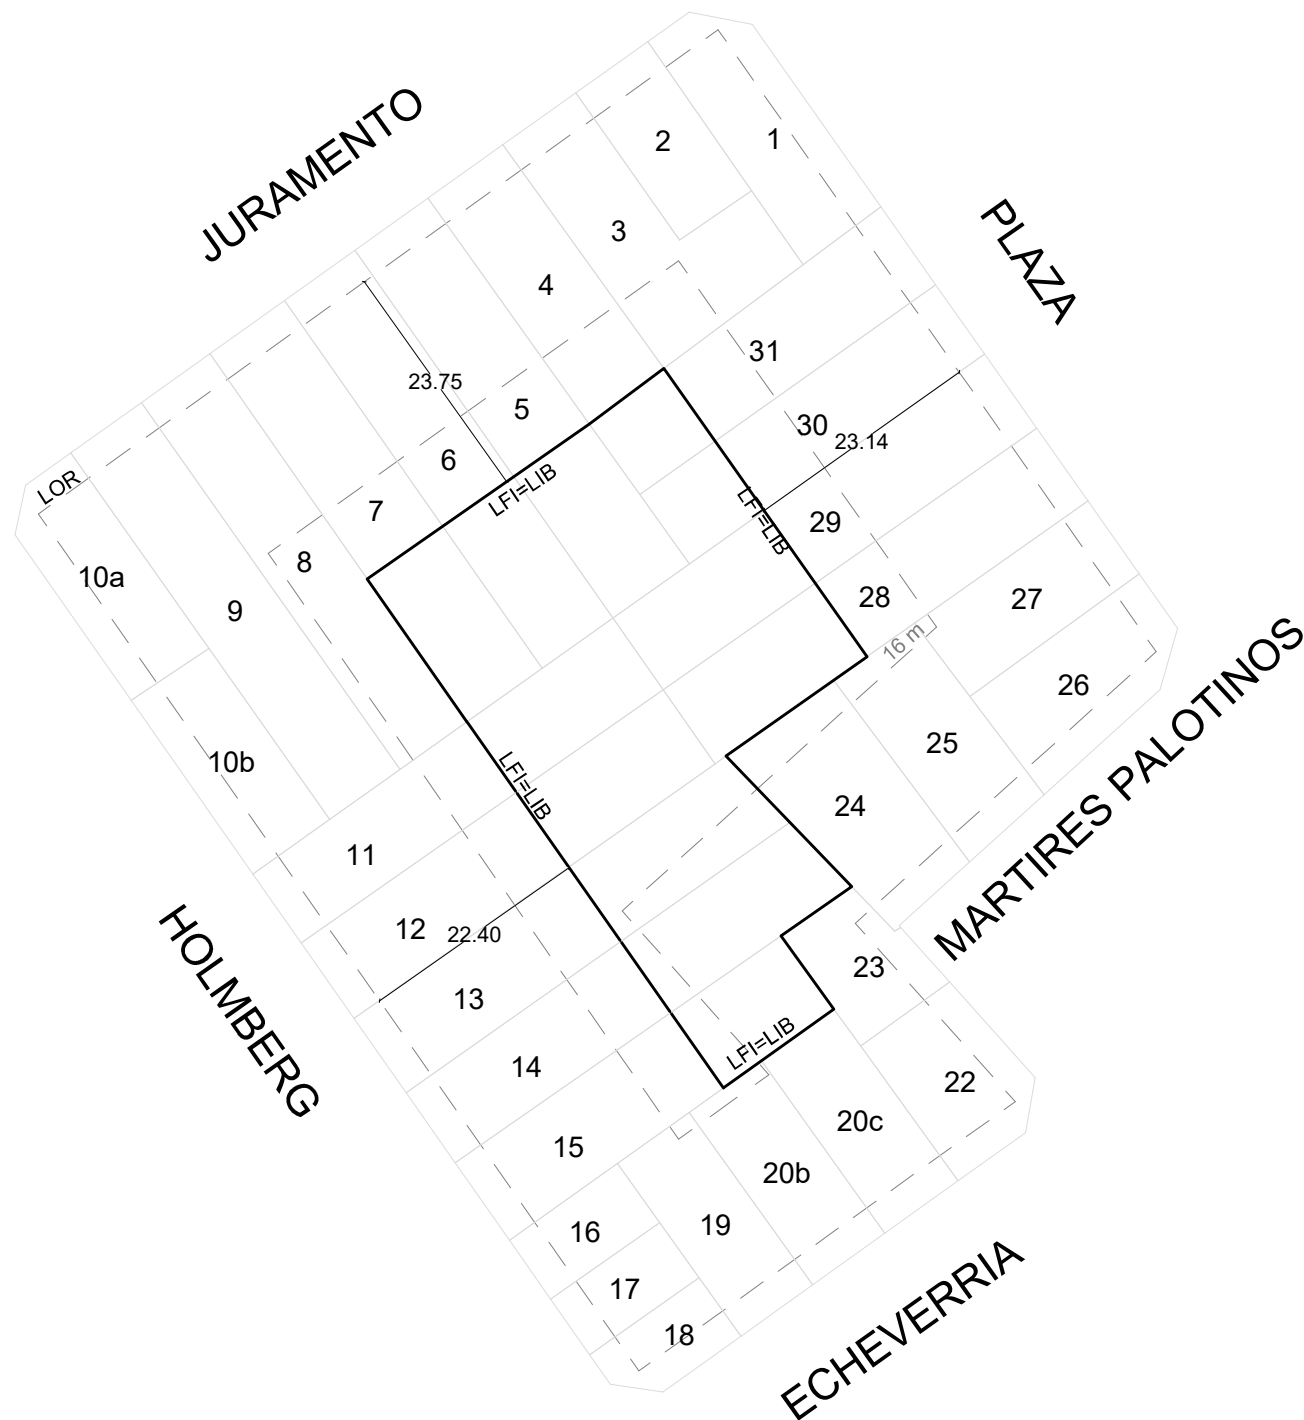 JURAMENTO
PLAZA
2
1
3
4
31
23.75
5
30
23.14
6
LOR
LFI=LIB
7
LFI=LIB
29
8
10a
28
27
9
16 m
26
25
10b
LFI=LIB
24
MARTIRES PALOTINOS
11
12
22.40
23
13
HOLMBERG
LFI=LIB
14
22
20c
15
20b
19
16
17
18
ECHEVERRIA